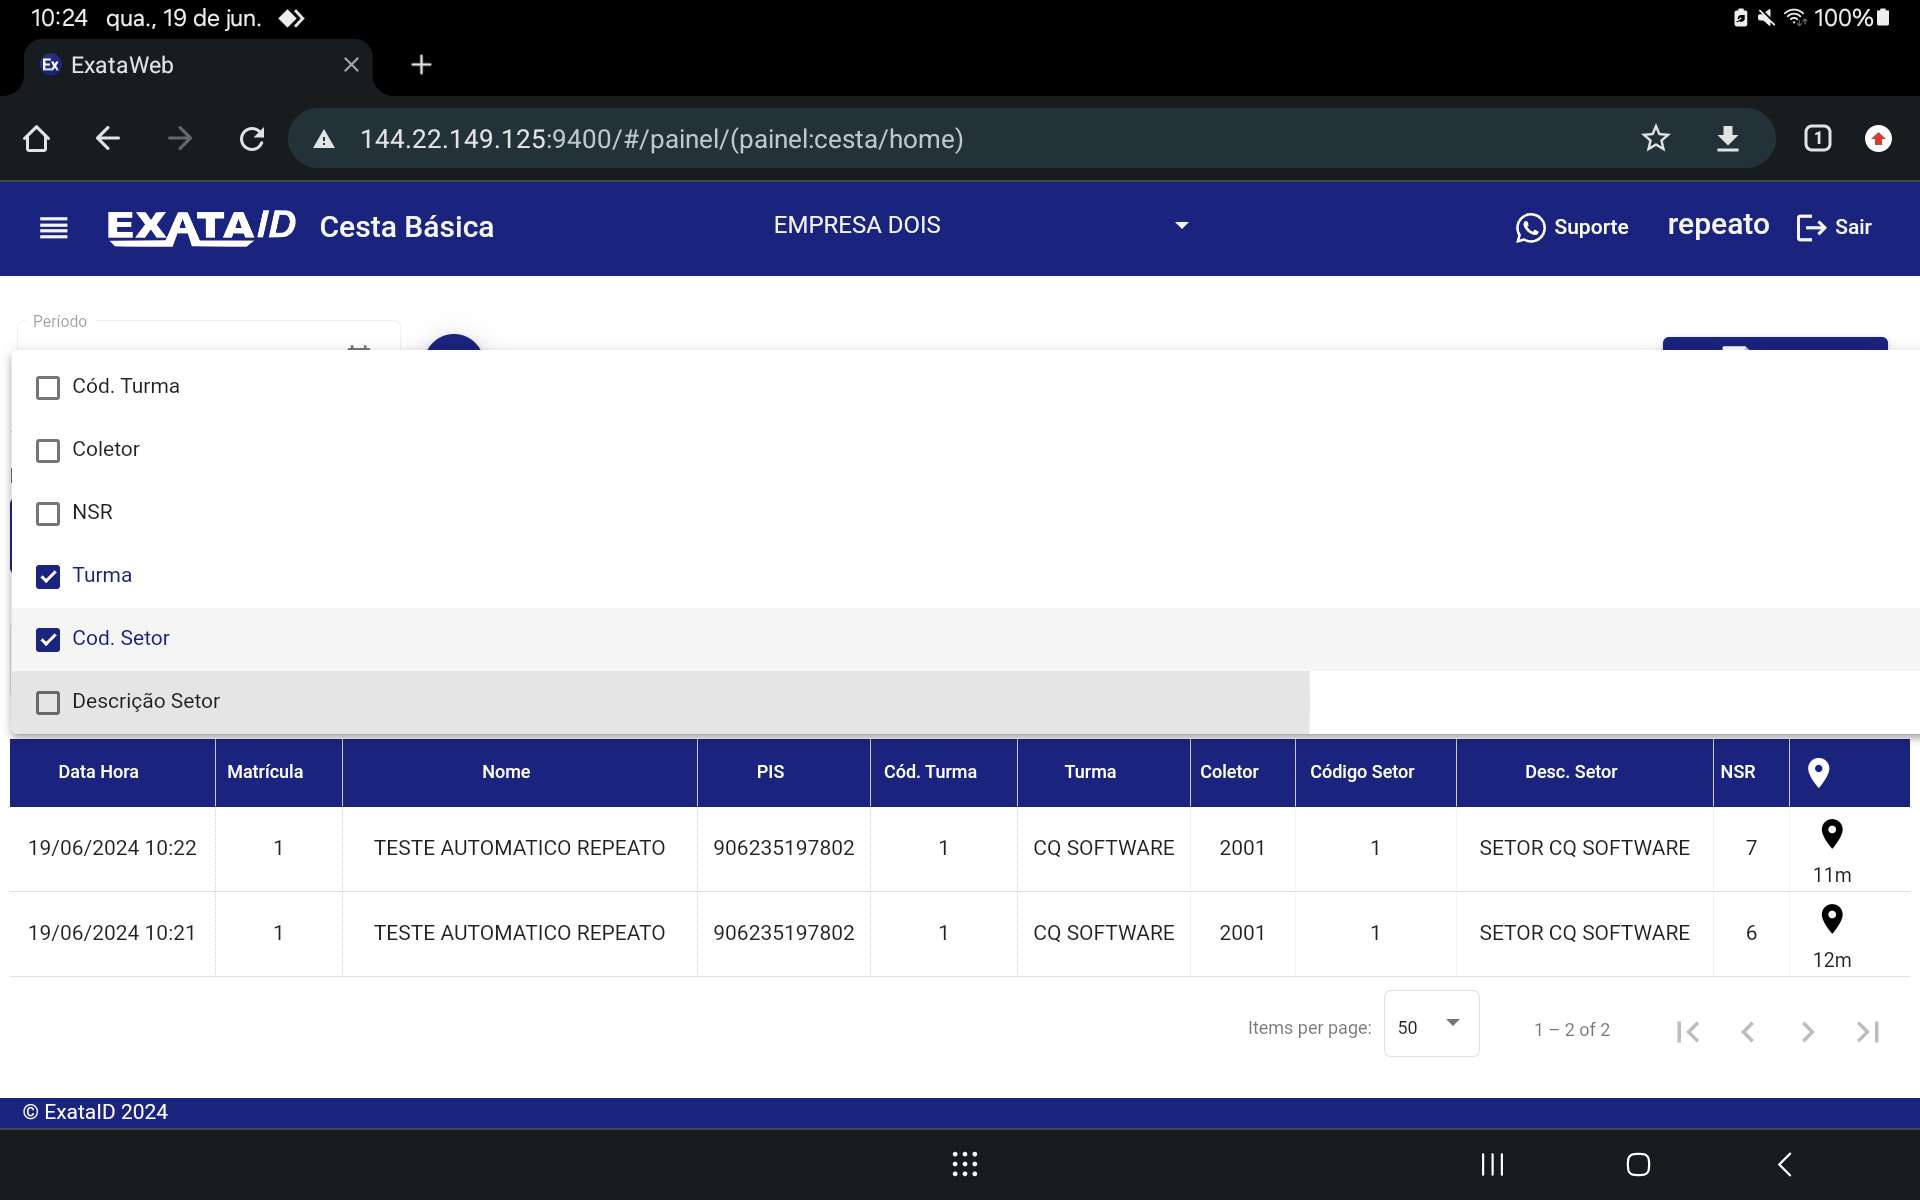 10:24 qua., 19 de jun.
100%
Ex ExataWeb
144.22.149.125:9400/#/painel/(painel:cesta/home)
1
EXATAID Cesta Básica EMPRESA DOIS Suporte repeato Sair
Período
Cód. Turma
Coletor
NSR
Turma
Cod. Setor
Descrição Setor
Data Hora Matrícula Nome PIS Cód. Turma Turma Coletor Código Setor Desc. Setor NSR
19/06/2024 10:22 1 TESTE AUTOMATICO REPEATO 906235197802 1 CQ SOFTWARE 2001 1 SETOR CQ SOFTWARE 7 11m
19/06/2024 10:21 1 TESTE AUTOMATICO REPEATO 906235197802 1 CQ SOFTWARE 2001 1 SETOR CQ SOFTWARE 6 12m
Items per page: 50 1 – 2 of 2
© ExataID 2024